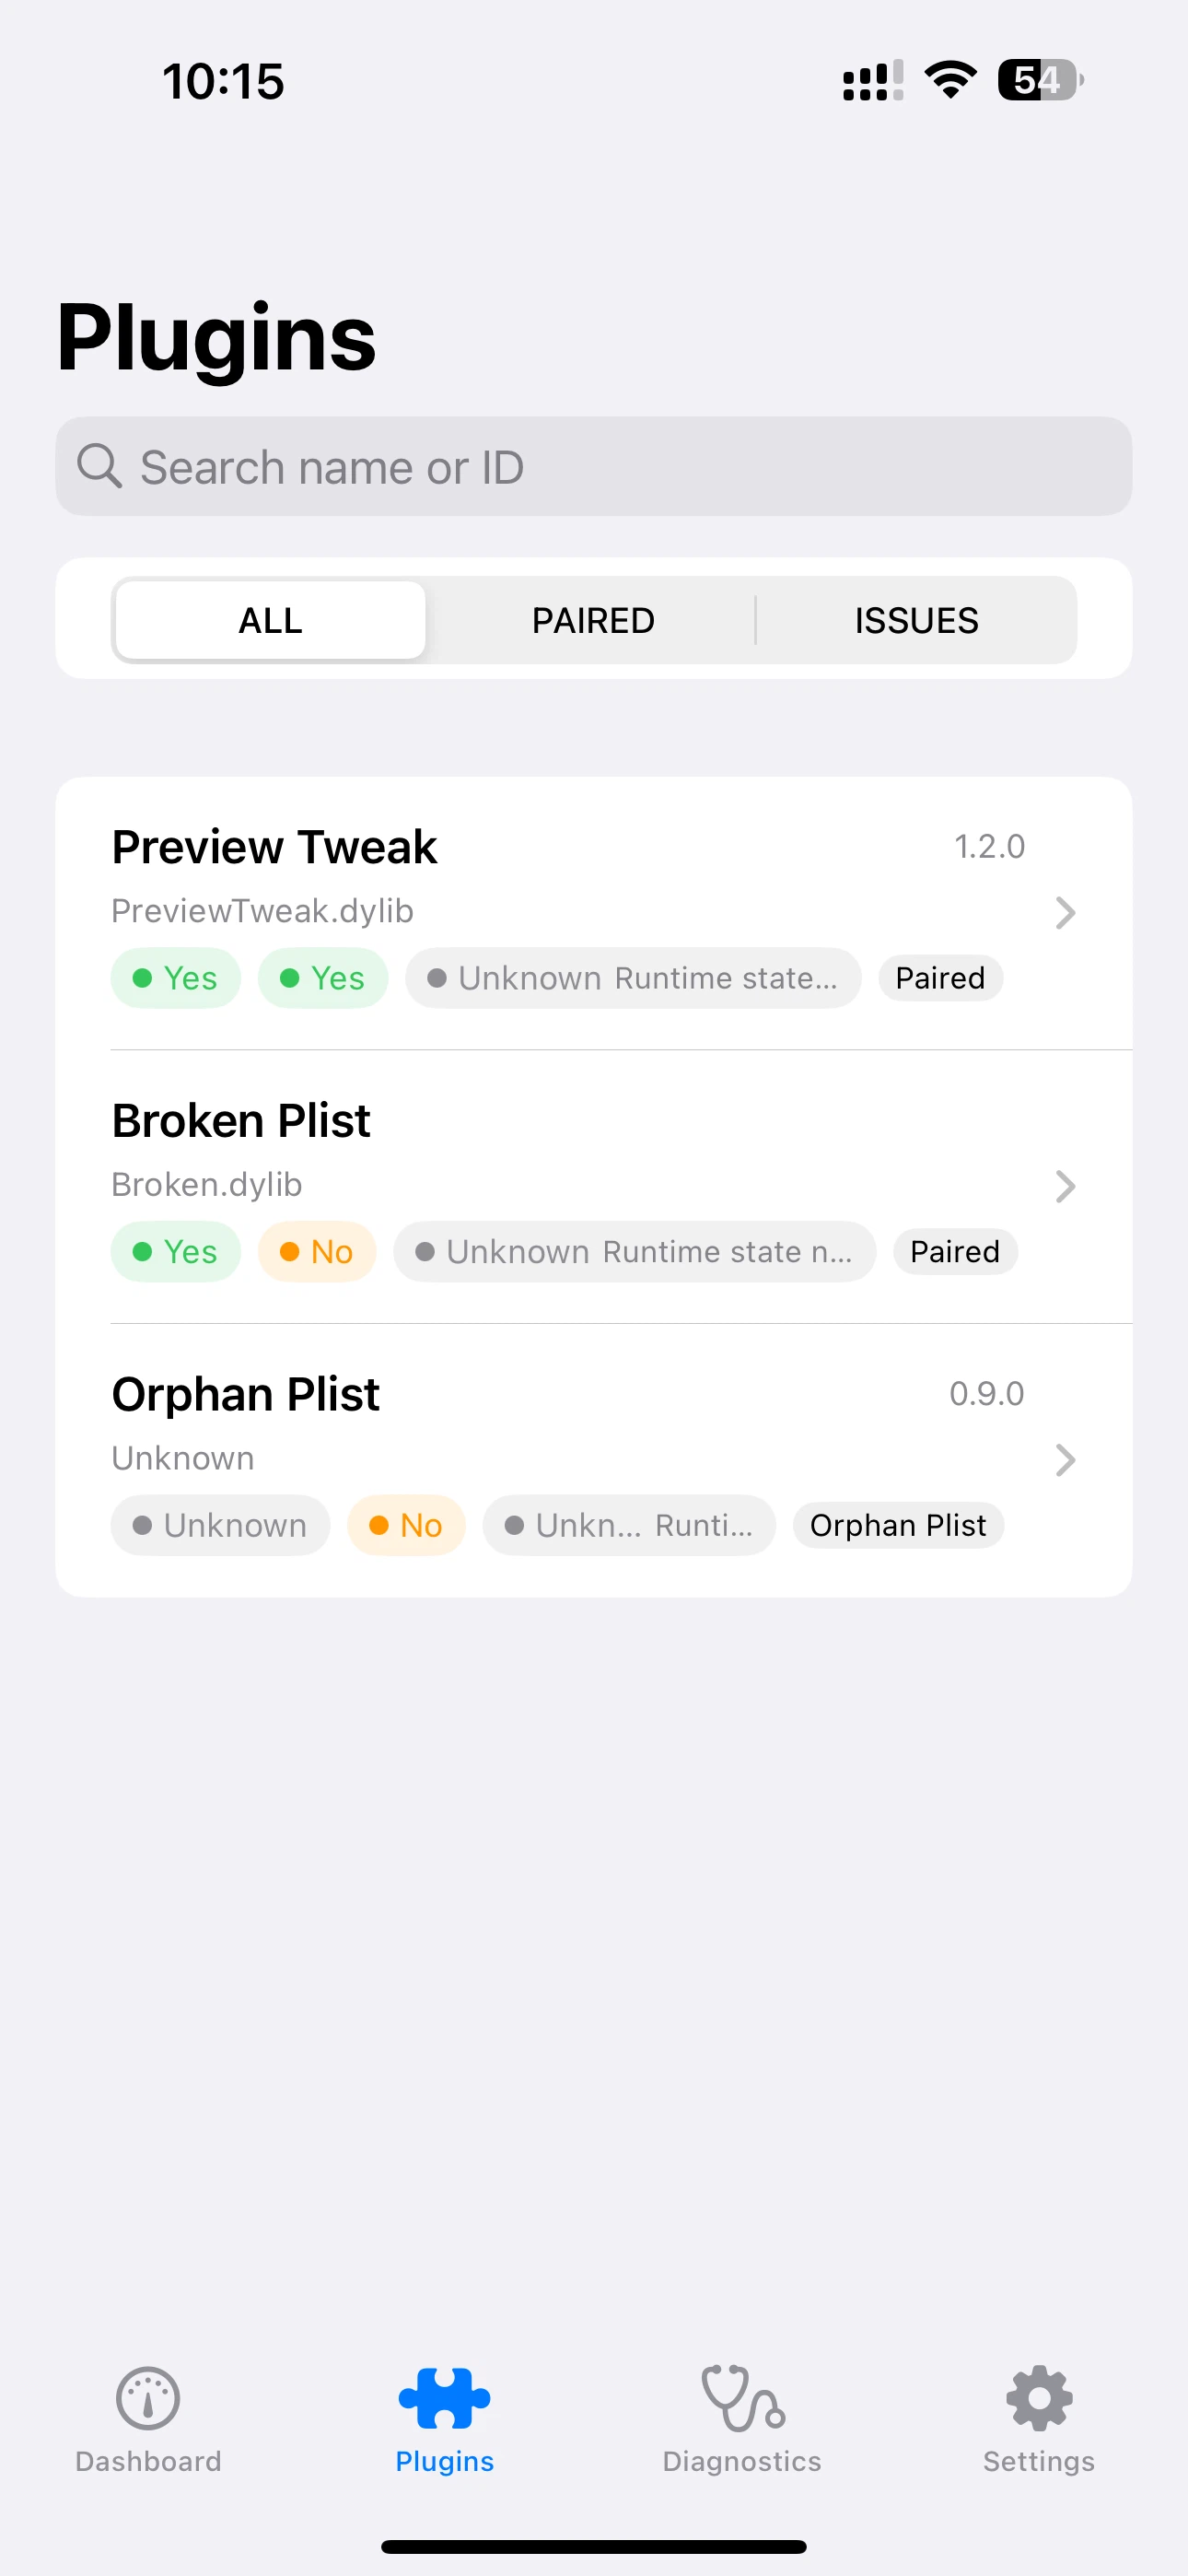 10:15
54
Plugins
Search name or ID
ALL PAIRED ISSUES
Preview Tweak 1.2.0
PreviewTweak.dylib
Yes Yes Unknown Runtime state... Paired
Broken Plist
Broken.dylib
Yes No Unknown Runtime state n... Paired
Orphan Plist 0.9.0
Unknown
Unknown No Unkn... Runti... Orphan Plist
Dashboard Plugins Diagnostics Settings